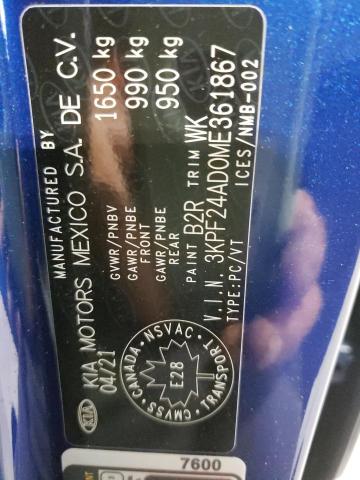 MANUFACTURED BY
KIA KIA MOTORS MEXICO S.A. DE C.V.
04/21
GVWR/PNBV 1650 kg
GAWR/PNBE FRONT 990 kg
GAWR/PNBE REAR 950 kg
PAINT B2R TRIM WK
V.I.N. 3KPF24AD0ME361867
TYPE:PC/VT ICES/NMB-002
CANADA • NSVAC • TRANSPORT • CMVSS •
E28
7600